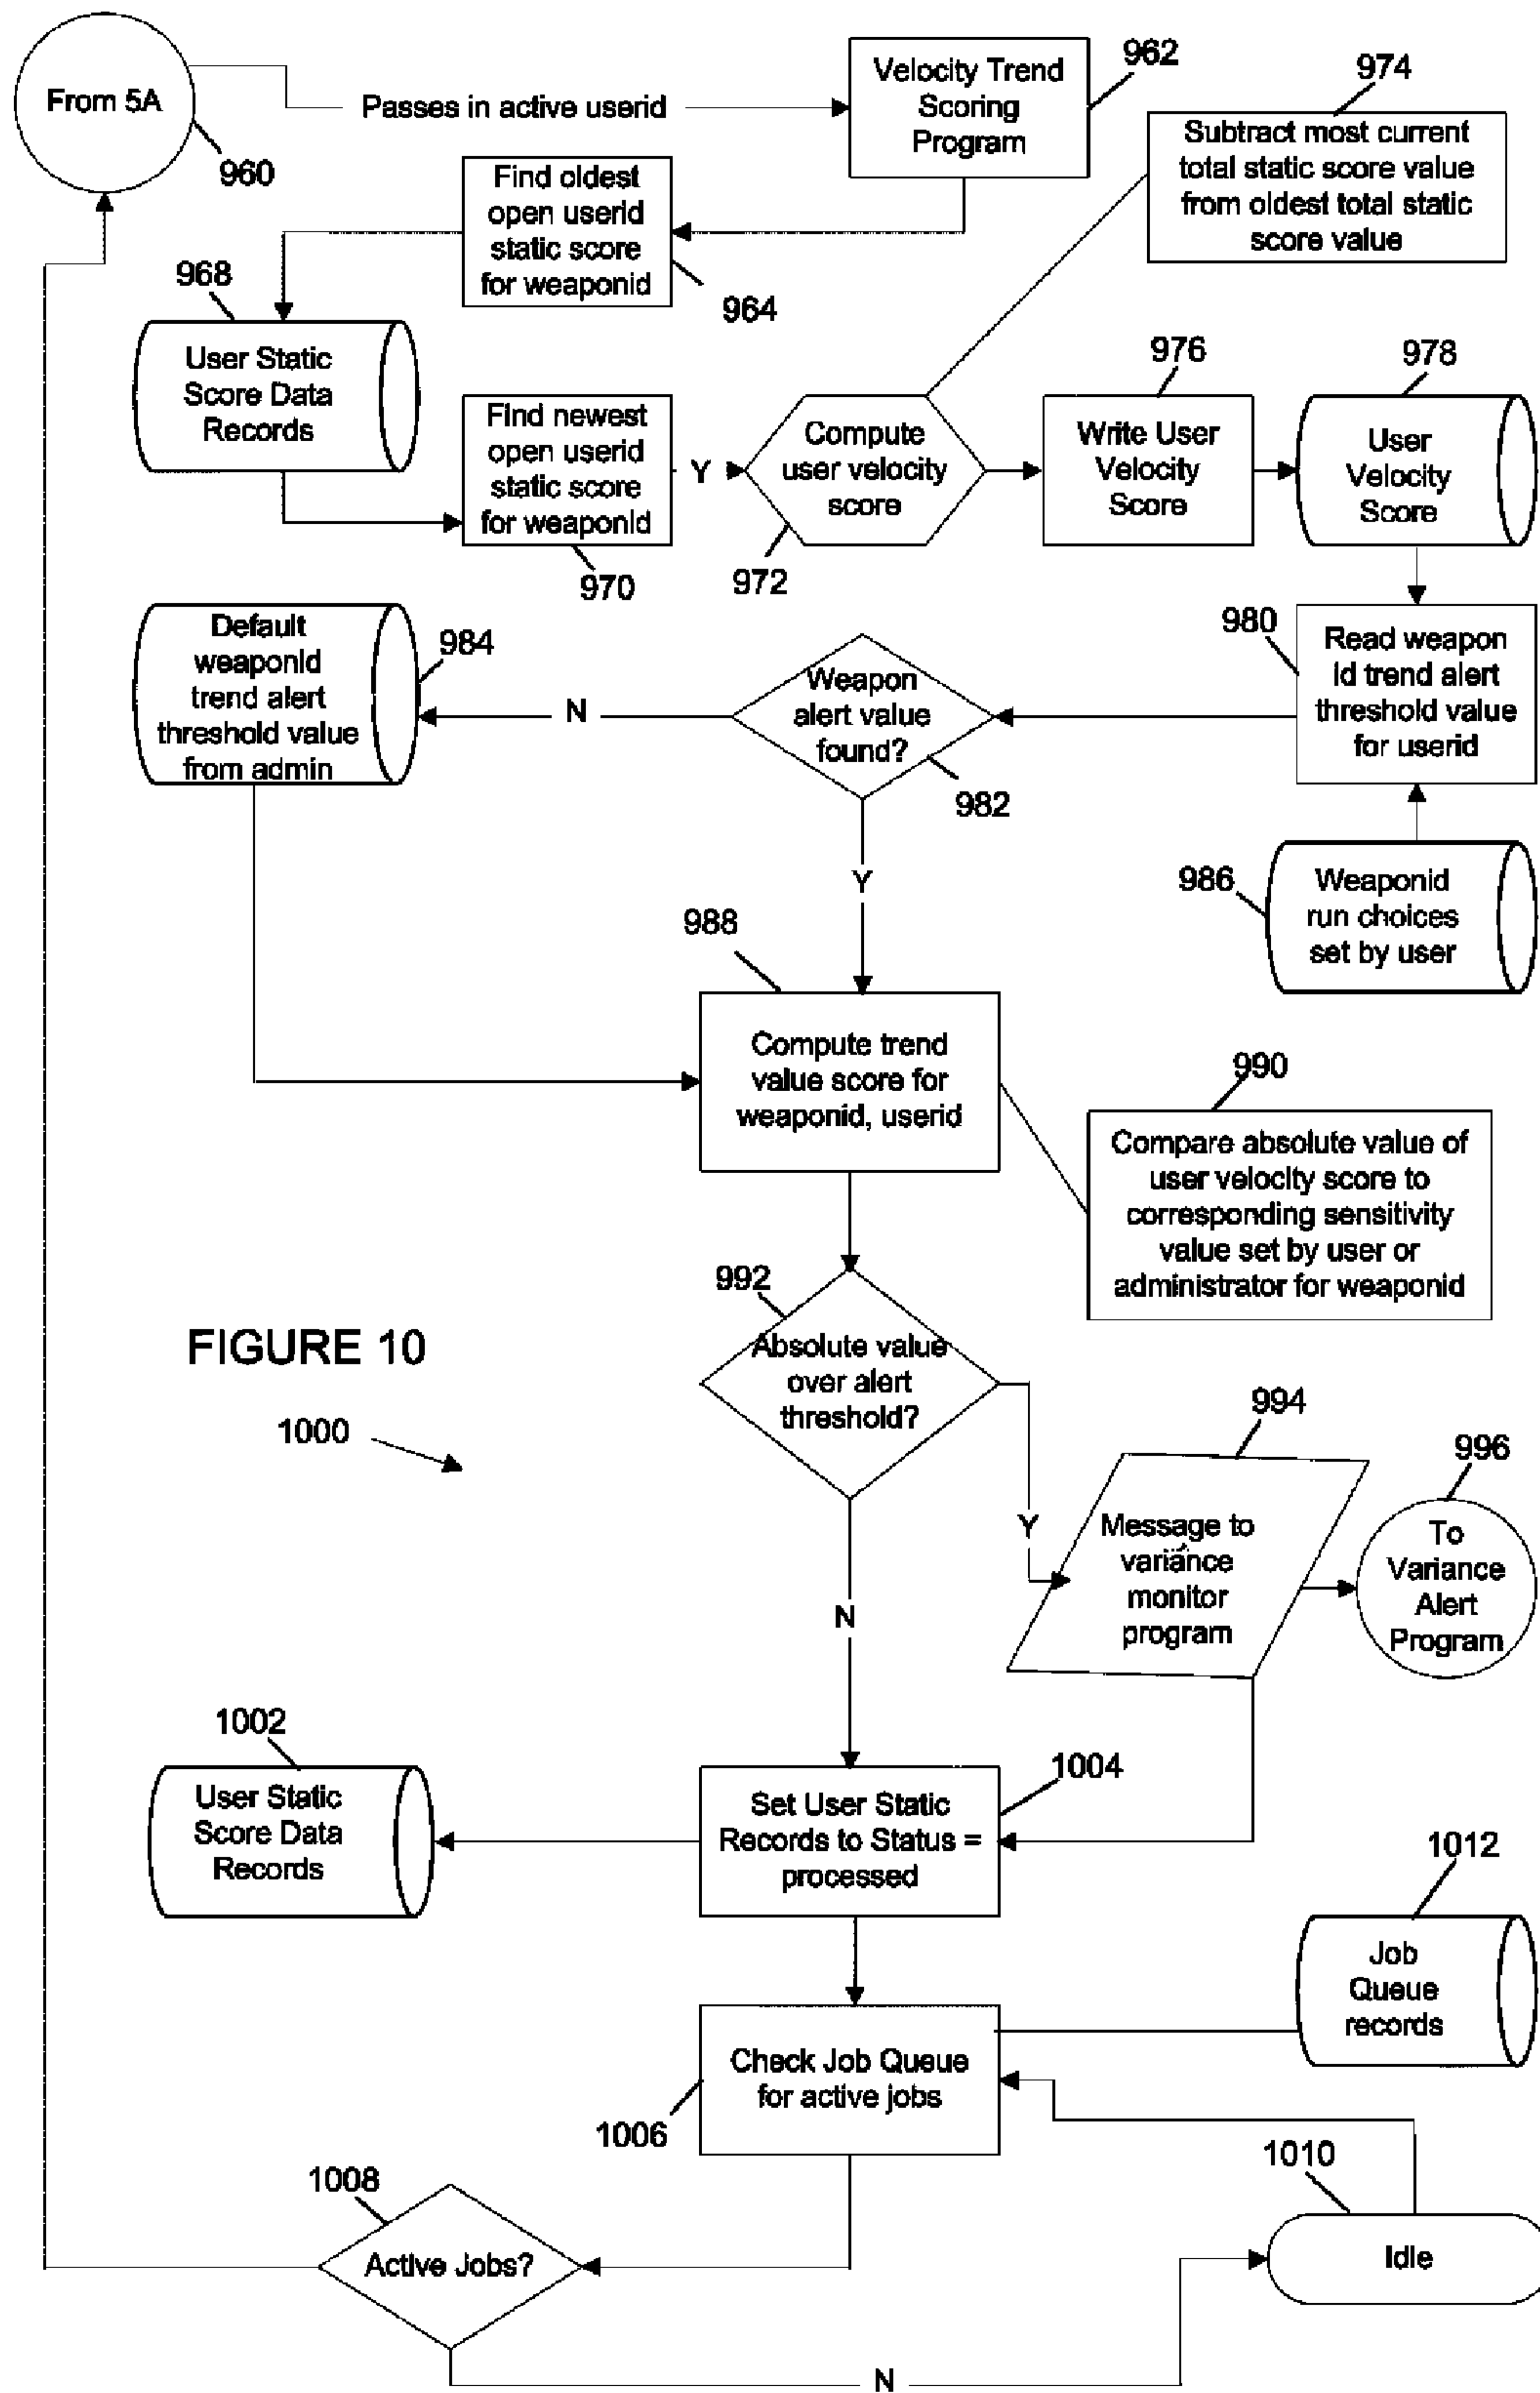 From 5A
960
Passes in active userid
Velocity Trend
Scoring
Program
962
974
Subtract most current
total static score value
from oldest total static
score value
Find oldest
open userid
static score
for weaponid
964
968
User Static
Score Data
Records
Find newest
open userid
static score
for weaponid
970
Y
Compute
user velocity
score
972
976
Write User
Velocity
Score
978
User
Velocity
Score
980
Read weapon
id trend alert
threshold value
for userid
Weapon
alert value
found?
982
N
Default
weaponid
trend alert
threshold value
from admin
984
Y
986
Weaponid
run choices
set by user
988
Compute trend
value score for
weaponid, userid
990
Compare absolute value of
user velocity score to
corresponding sensitivity
value set by user or
administrator for weaponid
992
Absolute value
over alert
threshold?
FIGURE 10
1000
Y
994
Message to
variance
monitor
program
996
To
Variance
Alert
Program
N
1002
User Static
Score Data
Records
1004
Set User Static
Records to Status =
processed
1012
Job
Queue
records
Check Job Queue
for active jobs
1006
1008
Active Jobs?
1010
Idle
N